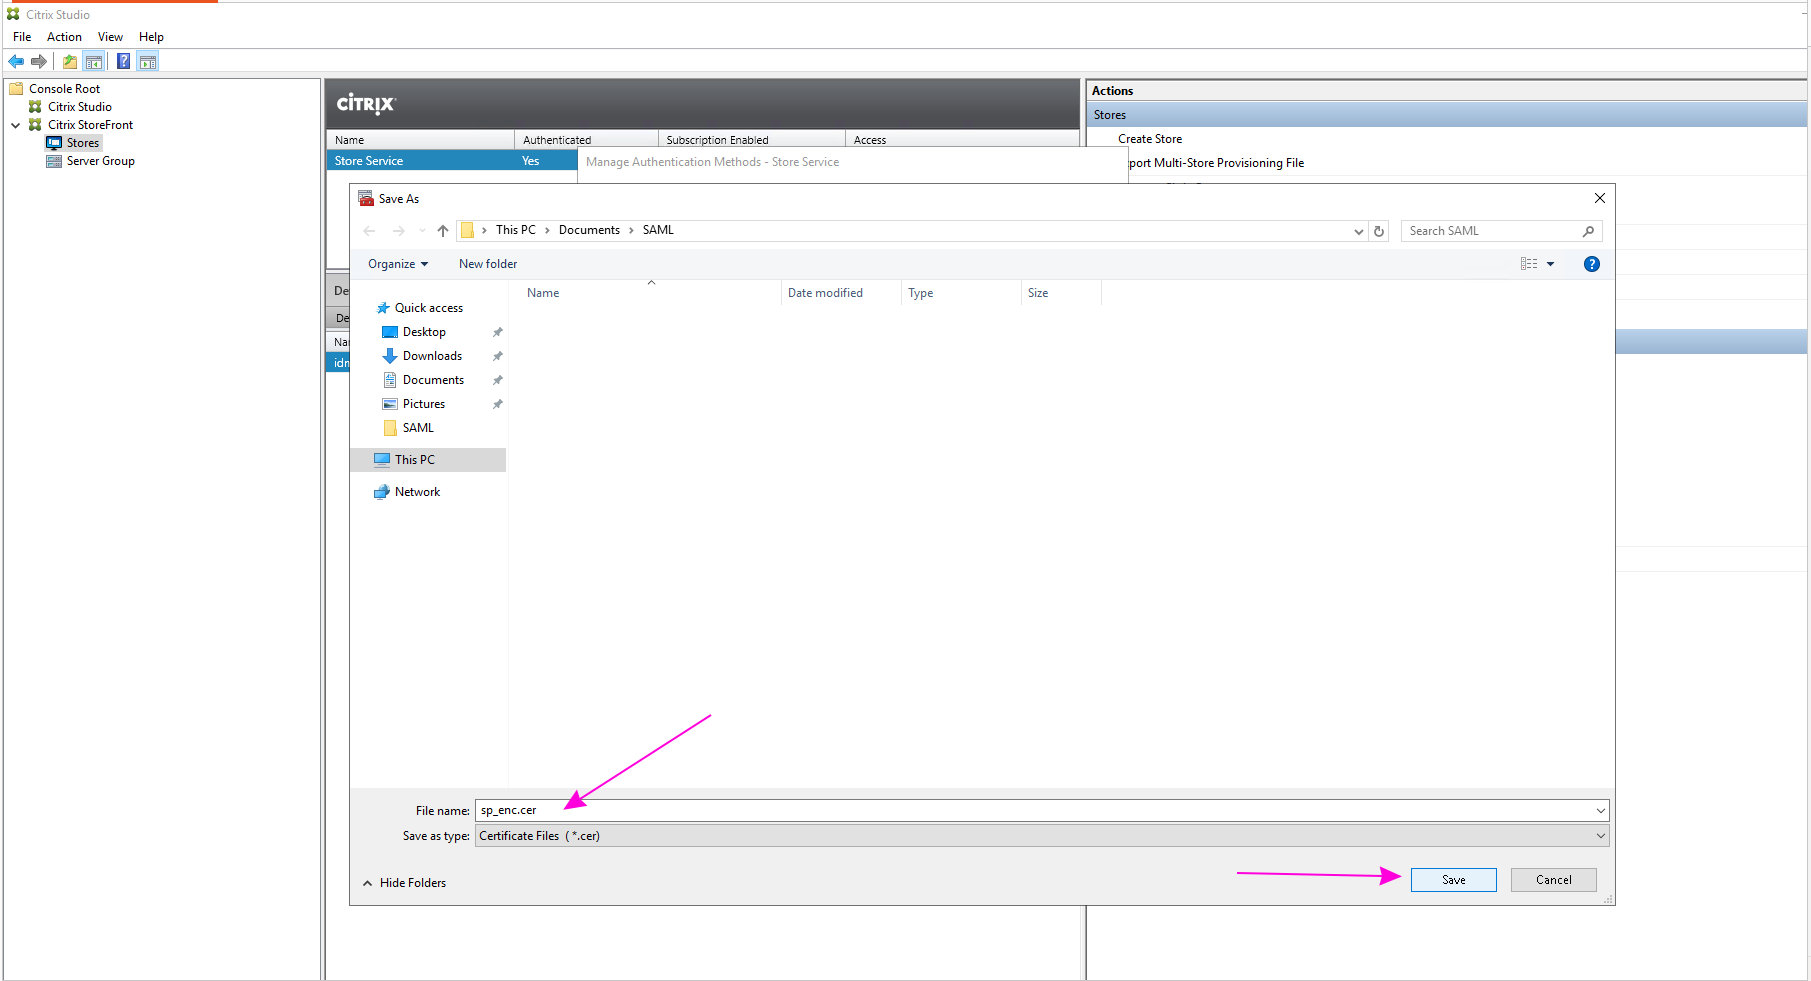 Citrix Studio
File Action View Help
Console Root
Citrix Studio
Citrix StoreFront
Stores
Server Group
CİTRIX
Name Authenticated Subscription Enabled Access
Store Service Yes
Manage Authentication Methods - Store Service
Actions
Stores
Create Store
port Multi-Store Provisioning File
Save As
This PC > Documents > SAML
Search SAML
Organize New folder
Name Date modified Type Size
Quick access
Desktop
Downloads
Documents
Pictures
SAML
This PC
Network
De
De
Nar
idn
File name: sp_enc.cer
Save as type: Certificate Files (*.cer)
Hide Folders
Save Cancel